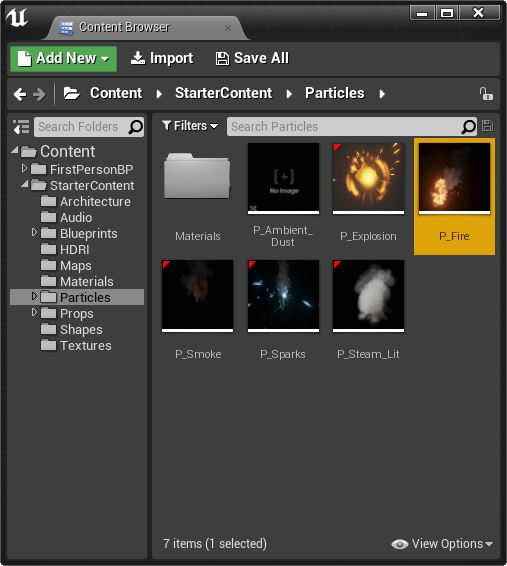 Content Browser
Add New
Import
Save All
Content
StarterContent
Particles
Search Folders
Content
FirstPersonBP
StarterContent
Architecture
Audio
Blueprints
HDRI
Maps
Materials
Particles
Props
Shapes
Textures
Filters
Search Particles
No Image
Materials
P_Ambient_
Dust
P_Explosion
P_Fire
P_Smoke
P_Sparks
P_Steam_Lit
7 items (1 selected)
View Options